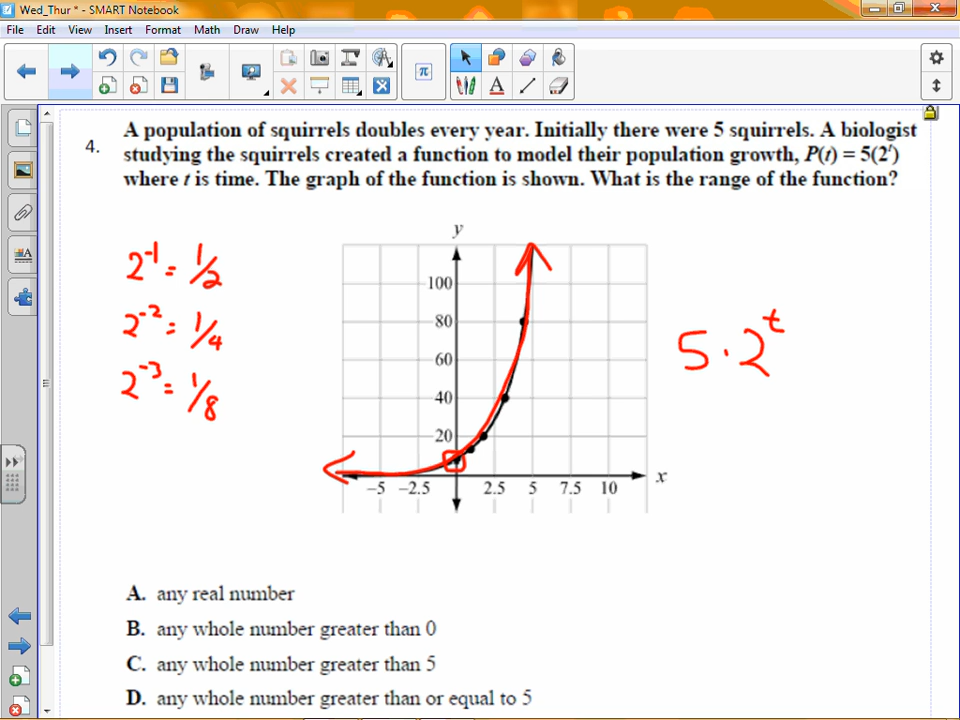 Wed_Thur * - SMART Notebook
File Edit View Insert Format Math Draw Help
π
A
4.
A population of squirrels doubles every year. Initially there were 5 squirrels. A biologist
studying the squirrels created a function to model their population growth, P(t) = 5(2^t)
where t is time. The graph of the function is shown. What is the range of the function?
2^-1 = 1/2
2^-2 = 1/4
2^-3 = 1/8
y
100
80
60
40
20
-5 -2.5 2.5 5 7.5 10 x
5 · 2^t
A. any real number
B. any whole number greater than 0
C. any whole number greater than 5
D. any whole number greater than or equal to 5